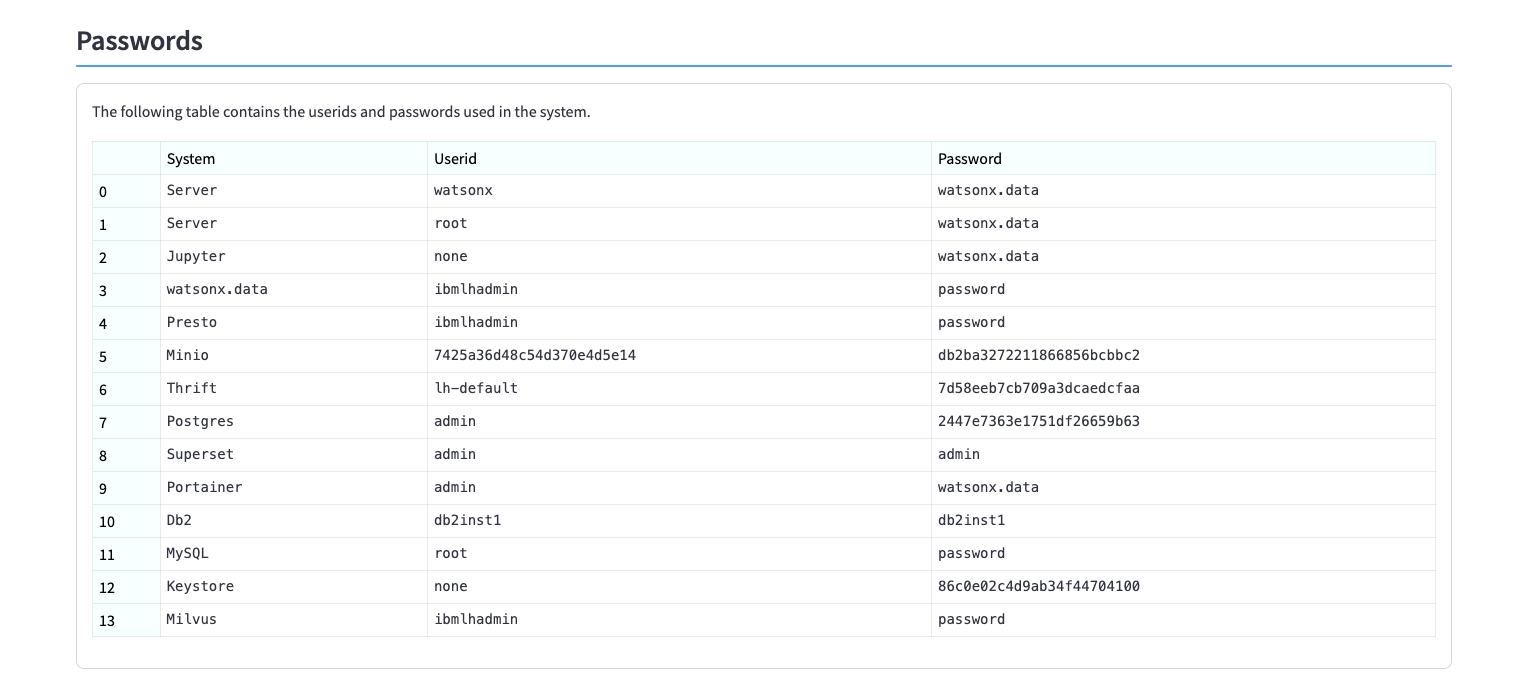 Passwords
The following table contains the userids and passwords used in the system.
System Userid Password
0 Server watsonx watsonx.data
1 Server root watsonx.data
2 Jupyter none watsonx.data
3 watsonx.data ibmlhadmin password
4 Presto ibmlhadmin password
5 Minio 7425a36d48c54d370e4d5e14 db2ba3272211866856bcbbc2
6 Thrift lh-default 7d58eeb7cb709a3dcaedcfaa
7 Postgres admin 2447e7363e1751df26659b63
8 Superset admin admin
9 Portainer admin watsonx.data
10 Db2 db2inst1 db2inst1
11 MySQL root password
12 Keystore none 86c0e02c4d9ab34f44704100
13 Milvus ibmlhadmin password